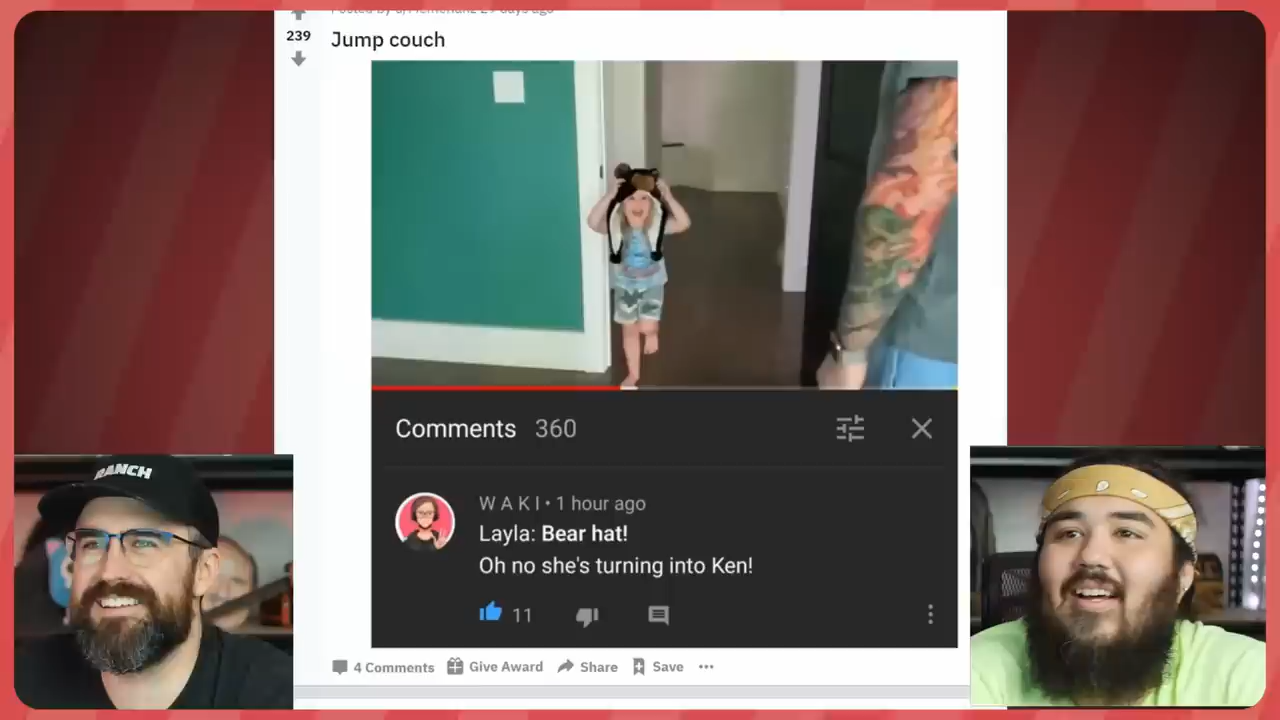 239
Jump couch
Comments 360
W A K I • 1 hour ago
Layla: Bear hat!
Oh no she's turning into Ken!
11
4 Comments Give Award Share Save
RANCH